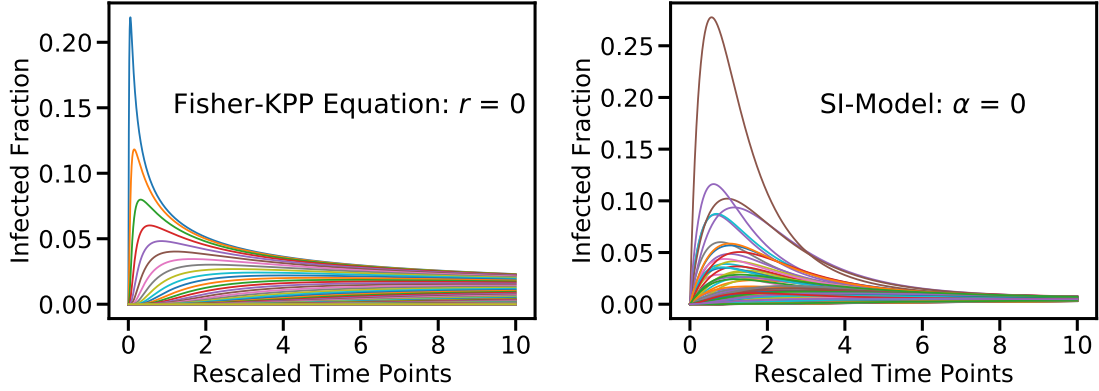 Infected Fraction
0.20
0.15
0.10
0.05
0.00
Fisher-KPP Equation: r = 0
0 2 4 6 8 10
Rescaled Time Points
Infected Fraction
0.25
0.20
0.15
0.10
0.05
0.00
SI-Model: α = 0
0 2 4 6 8 10
Rescaled Time Points